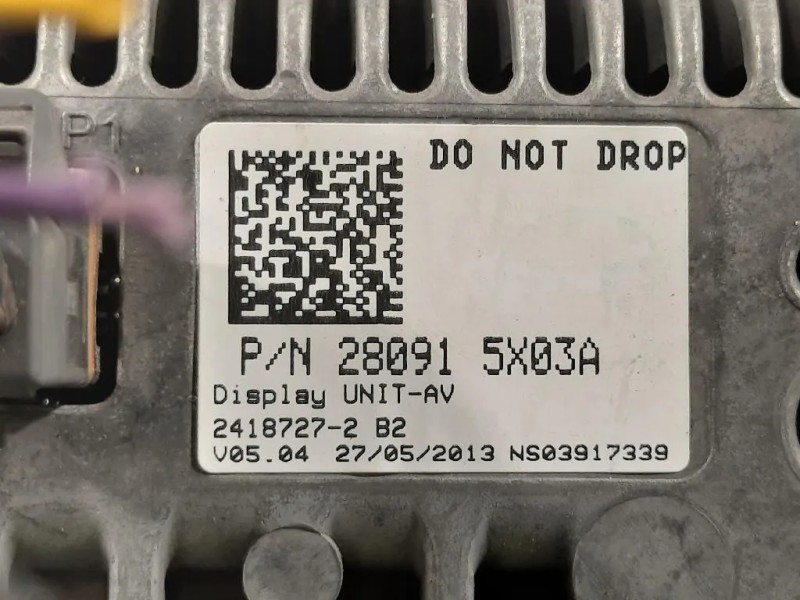 P1
DO NOT DROP
P/N 28091 5X03A
Display UNIT-AV
2418727-2 B2
V05.04 27/05/2013 NS03917339